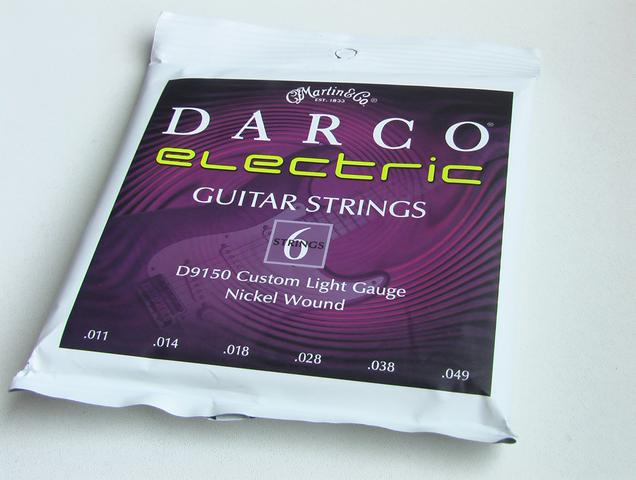 Martin & Co.
EST. 1833 ®
DARCO®
electric
GUITAR STRINGS
6
STRINGS
D9150 Custom Light Gauge
Nickel Wound
.011 .014 .018 .028 .038 .049